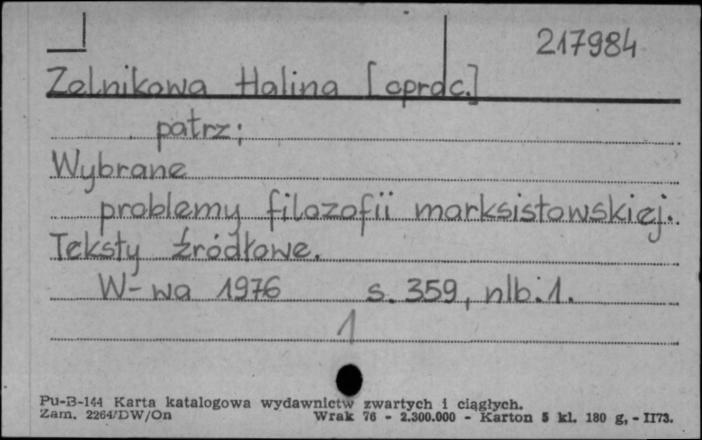 217984
Zelnikowa Halina [oprac.]
patrz:
Wybrane
problemy filozofii marksistowskiej.
Teksty źródłowe.
W-wa 1976 s. 359, nlb. 1.
1
Pu-B-144 Karta katalogowa wydawnictw zwartych i ciągłych.
Zam. 2264/DW/On Wrak 76 - 2.300.000 - Karton 5 kl. 180 g, - II73.